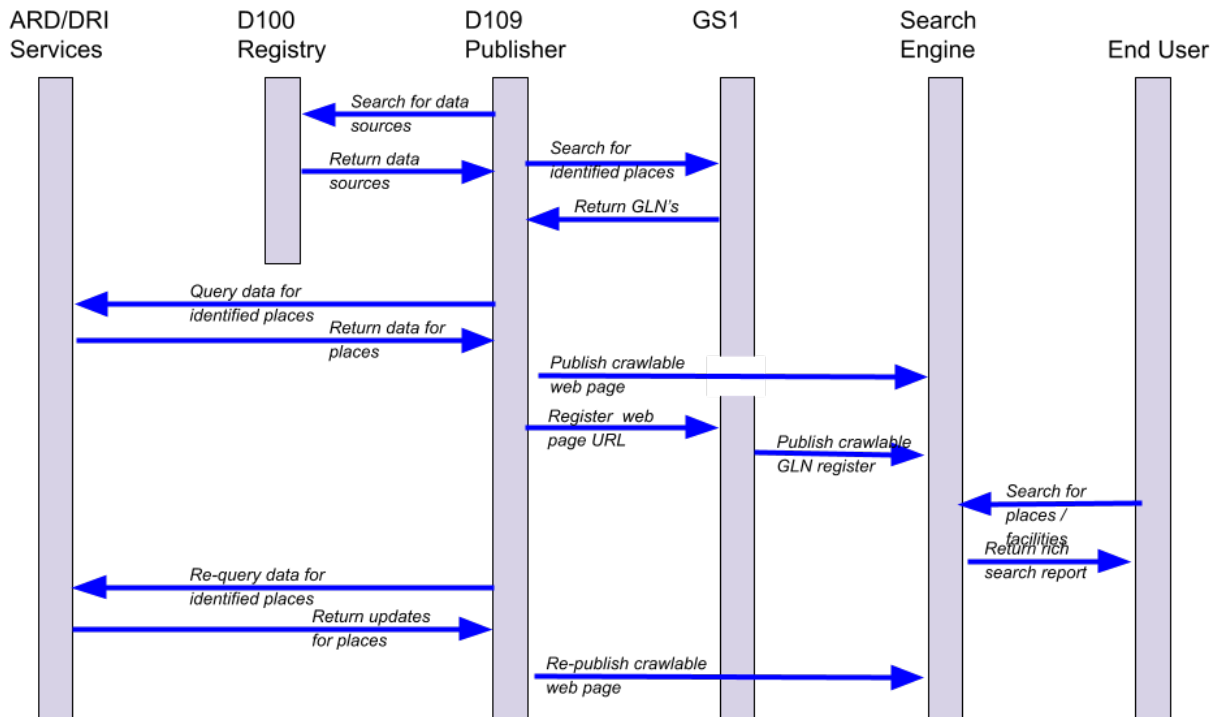 ARD/DRI
Services
D100
Registry
D109
Publisher
GS1
Search
Engine
End User
Search for data
sources
Return data
sources
Search for
identified places
Return GLN's
Query data for
identified places
Return data for
places
Publish crawlable
web page
Register web
page URL
Publish crawlable
GLN register
Search for
places /
facilities
Return rich
search report
Re-query data for
identified places
Return updates
for places
Re-publish crawlable
web page